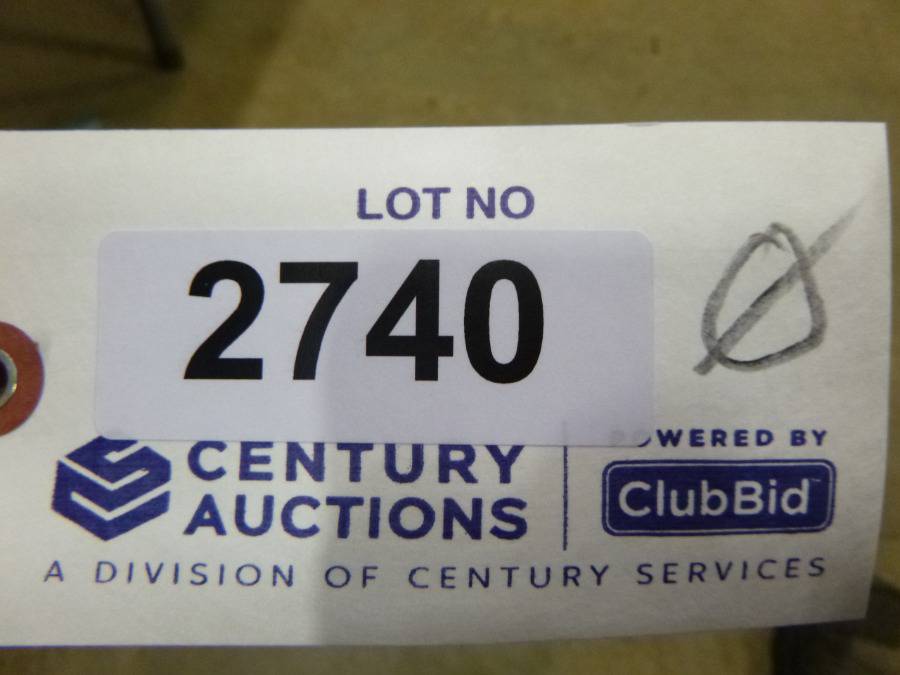 LOT NO
2740 Ø
CENTURY
AUCTIONS
POWERED BY
ClubBid
A DIVISION OF CENTURY SERVICES